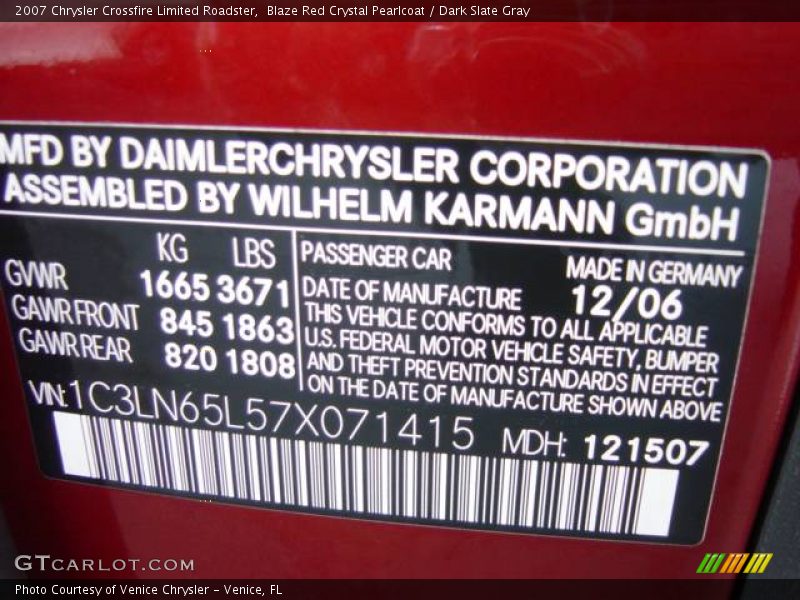 2007 Chrysler Crossfire Limited Roadster,  Blaze Red Crystal Pearlcoat / Dark Slate Gray
MFD BY DAIMLERCHRYSLER CORPORATION
ASSEMBLED BY WILHELM KARMANN GmbH
KG LBS
GVWR 1665 3671
GAWR FRONT 845 1863
GAWR REAR 820 1808
PASSENGER CAR MADE IN GERMANY
DATE OF MANUFACTURE 12/06
THIS VEHICLE CONFORMS TO ALL APPLICABLE
U.S. FEDERAL MOTOR VEHICLE SAFETY, BUMPER
AND THEFT PREVENTION STANDARDS IN EFFECT
ON THE DATE OF MANUFACTURE SHOWN ABOVE
VIN: 1C3LN65L57X071415 MDH: 121507
GTCARLOT.COM
Photo Courtesy of Venice Chrysler - Venice, FL